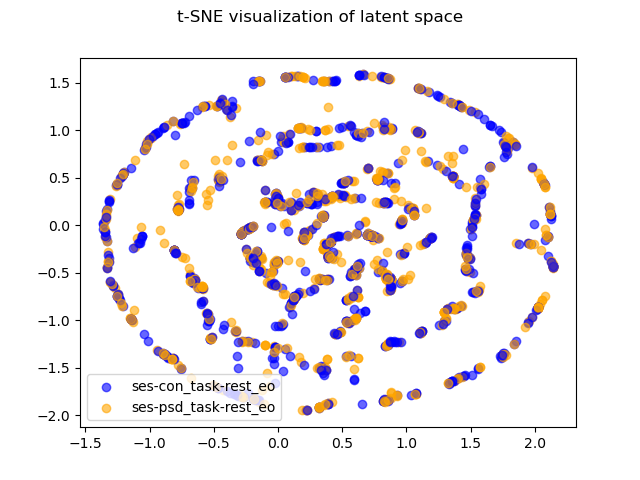 t-SNE visualization of latent space
1.5
1.0
0.5
0.0
−0.5
−1.0
−1.5
−2.0
ses-con_task-rest_eo
ses-psd_task-rest_eo
−1.5 −1.0 −0.5 0.0 0.5 1.0 1.5 2.0